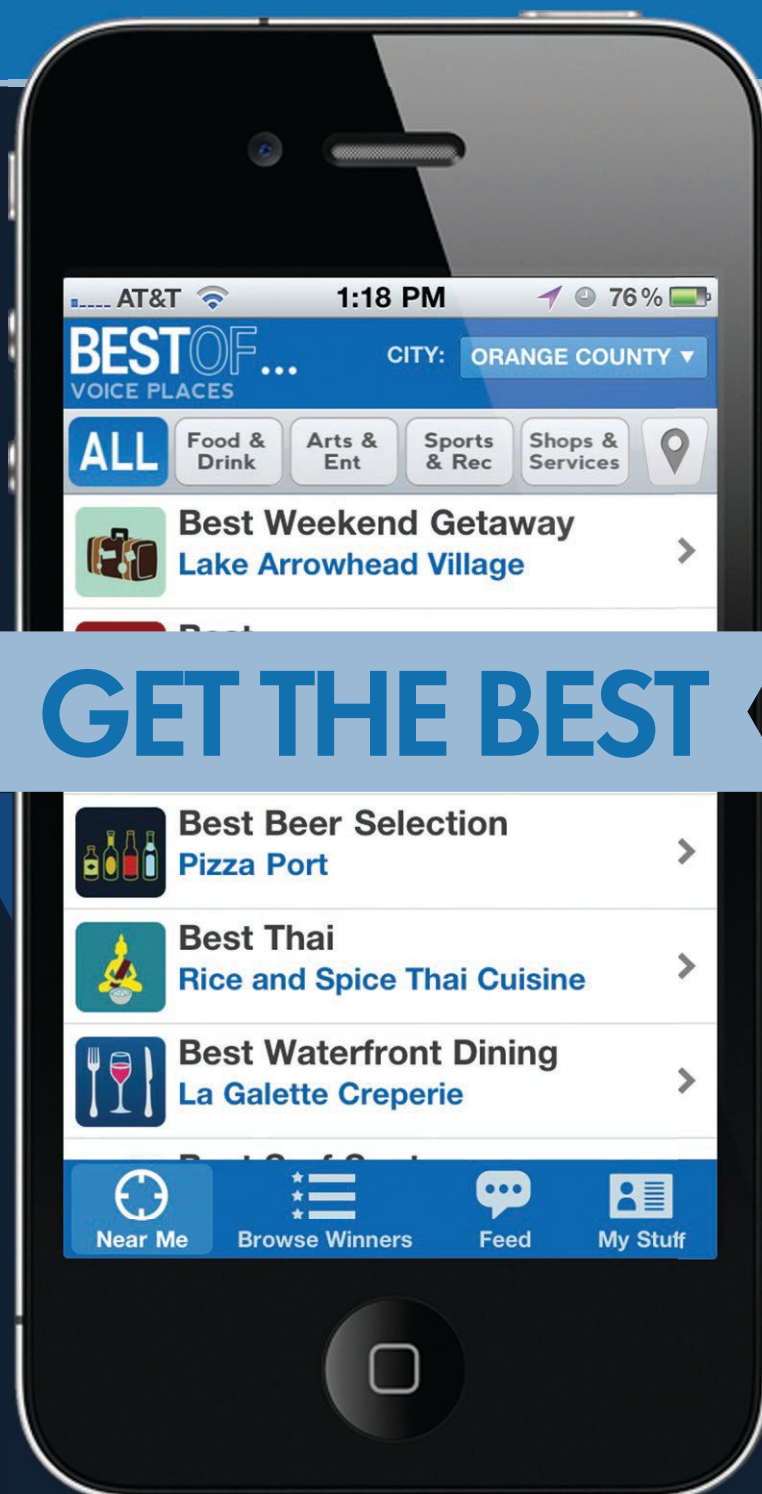 AT&T 1:18 PM 76%
BESTOF... CITY: ORANGE COUNTY
VOICE PLACES
ALL
Food & Drink
Arts & Ent
Sports & Rec
Shops & Services
Best Weekend Getaway
Lake Arrowhead Village
GET THE BEST
Best Beer Selection
Pizza Port
Best Thai
Rice and Spice Thai Cuisine
Best Waterfront Dining
La Galette Creperie
Near Me
Browse Winners
Feed
My Stuff